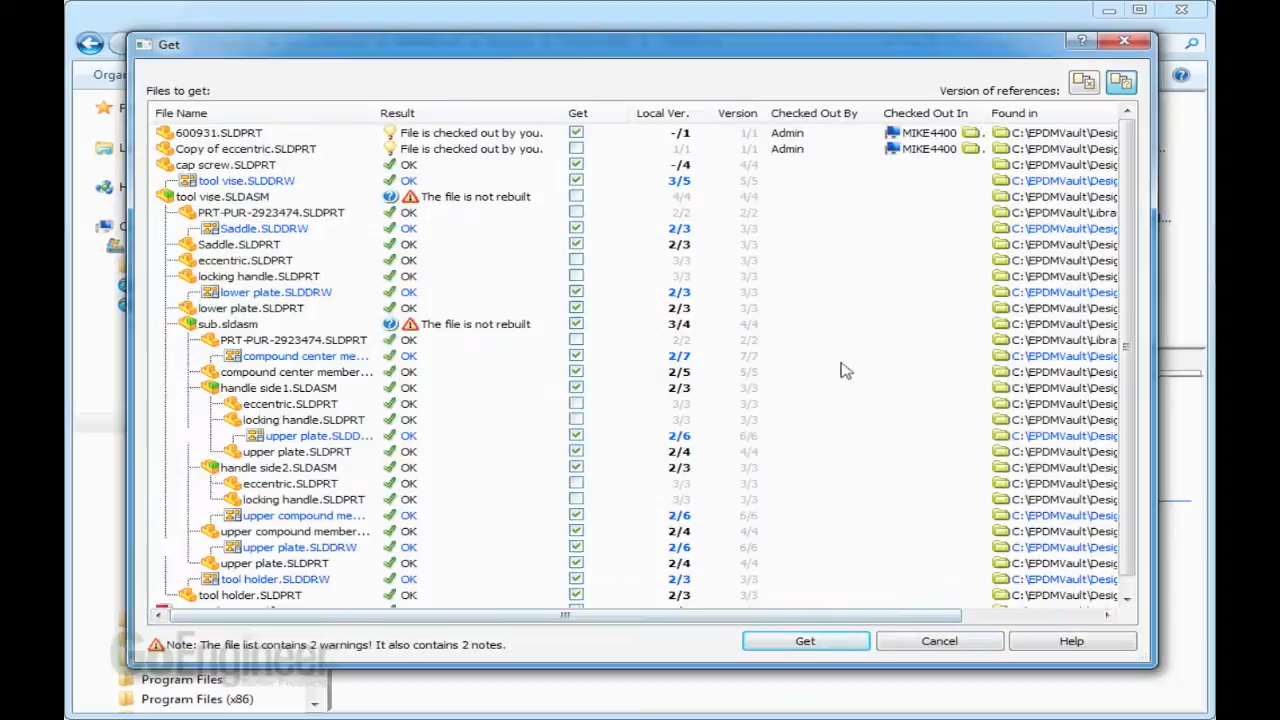 Get
Organ
Files to get:
Version of references:
File Name Result Get Local Ver. Version Checked Out By Checked Out In Found in
600931.SLDPRT File is checked out by you. -/1 1/1 Admin MIKE4400 C:\EPDMVault\Desig
Copy of eccentric.SLDPRT File is checked out by you. 1/1 1/1 Admin MIKE4400 C:\EPDMVault\Desig
cap screw.SLDPRT OK -/4 4/4 C:\EPDMVault\Desig
tool vise.SLDDRW OK 3/5 5/5 C:\EPDMVault\Desig
tool vise.SLDASM The file is not rebuilt 4/4 4/4 C:\EPDMVault\Desig
PRT-PUR-2923474.SLDPRT OK 2/2 2/2 C:\EPDMVault\Libra
Saddle.SLDDRW OK 2/3 3/3 C:\EPDMVault\Desig
Saddle.SLDPRT OK 2/3 3/3 C:\EPDMVault\Desig
eccentric.SLDPRT OK 3/3 3/3 C:\EPDMVault\Desig
locking handle.SLDPRT OK 3/3 3/3 C:\EPDMVault\Desig
lower plate.SLDDRW OK 2/3 3/3 C:\EPDMVault\Desig
lower plate.SLDPRT OK 2/3 3/3 C:\EPDMVault\Desig
sub.sldasm The file is not rebuilt 3/4 4/4 C:\EPDMVault\Desig
PRT-PUR-2923474.SLDPRT OK 2/2 2/2 C:\EPDMVault\Libra
compound center me... OK 2/7 7/7 C:\EPDMVault\Desig
compound center member... OK 2/5 5/5 C:\EPDMVault\Desig
handle side1.SLDASM OK 2/3 3/3 C:\EPDMVault\Desig
eccentric.SLDPRT OK 3/3 3/3 C:\EPDMVault\Desig
locking handle.SLDPRT OK 3/3 3/3 C:\EPDMVault\Desig
upper plate.SLDD... OK 2/6 6/6 C:\EPDMVault\Desig
upper plate.SLDPRT OK 2/4 4/4 C:\EPDMVault\Desig
handle side2.SLDASM OK 2/3 3/3 C:\EPDMVault\Desig
eccentric.SLDPRT OK 3/3 3/3 C:\EPDMVault\Desig
locking handle.SLDPRT OK 3/3 3/3 C:\EPDMVault\Desig
upper compound me... OK 2/6 6/6 C:\EPDMVault\Desig
upper compound member... OK 2/4 4/4 C:\EPDMVault\Desig
upper plate.SLDDRW OK 2/6 6/6 C:\EPDMVault\Desig
upper plate.SLDPRT OK 2/4 4/4 C:\EPDMVault\Desig
tool holder.SLDDRW OK 2/3 3/3 C:\EPDMVault\Desig
tool holder.SLDPRT OK 2/3 3/3 C:\EPDMVault\Desig
Note: The file list contains 2 warnings! It also contains 2 notes.
Get Cancel Help
GoEngineer
Program Files
Program Files (x86)